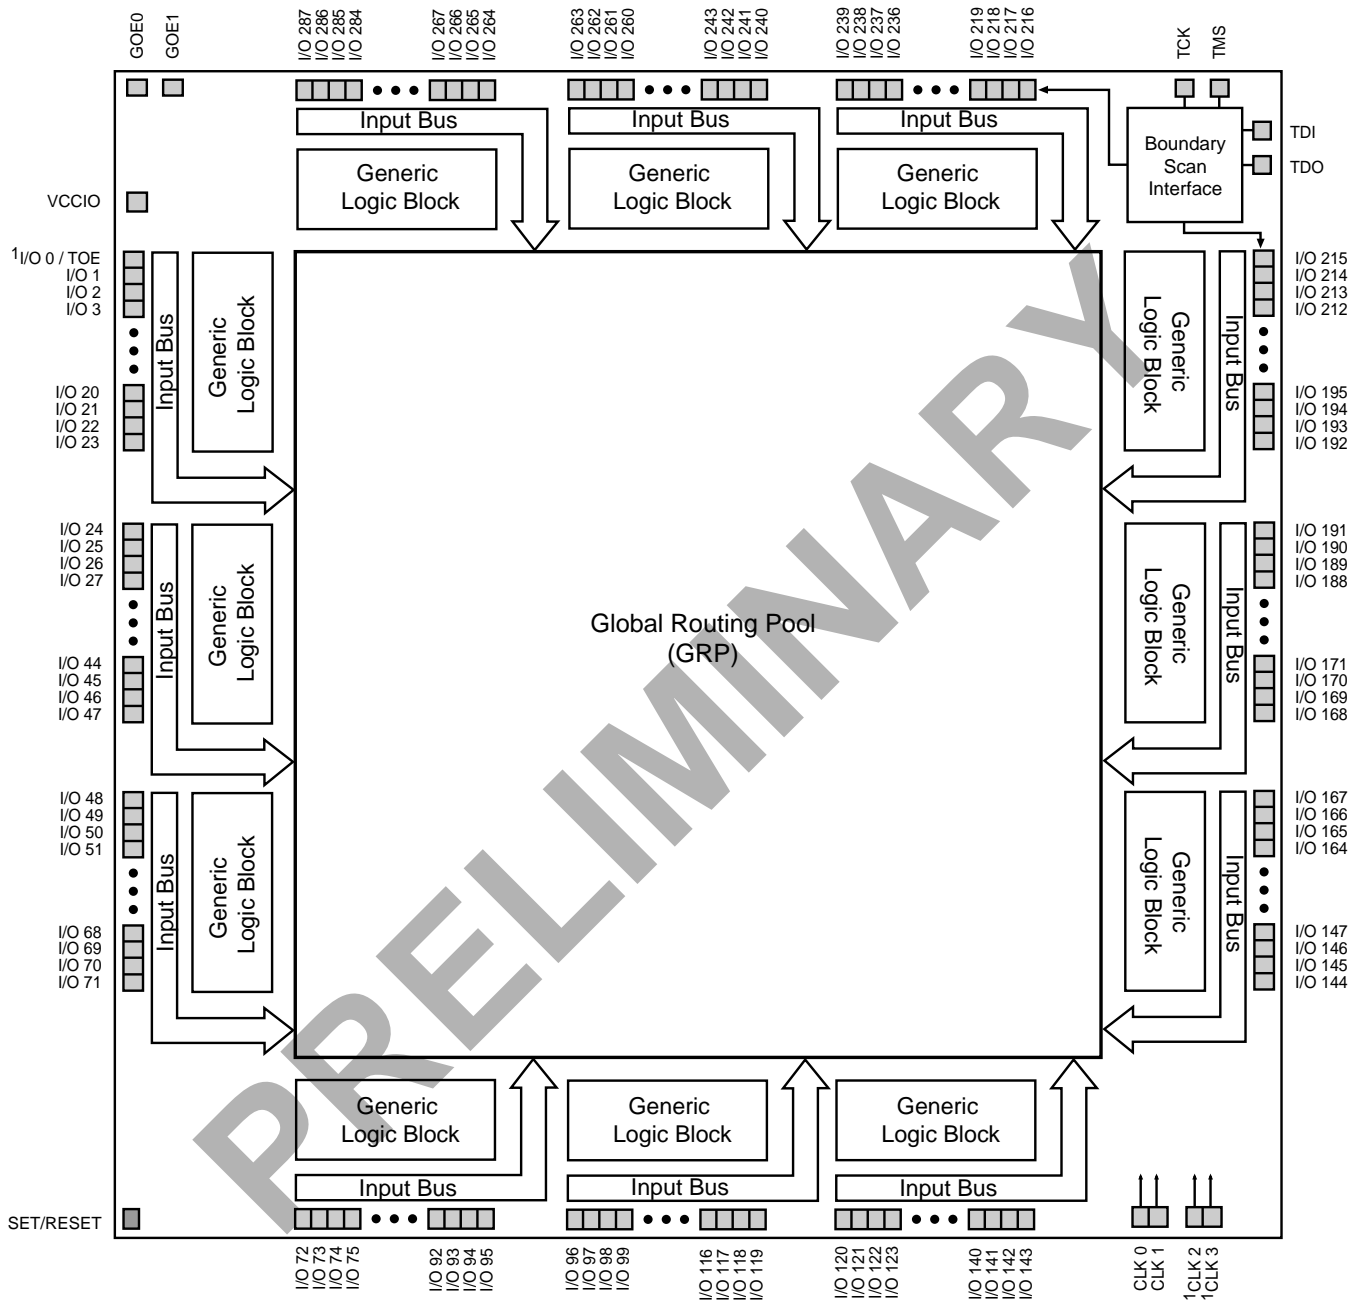 GOE0
GOE1
I/O 287
I/O 286
I/O 285
I/O 284
I/O 267
I/O 266
I/O 265
I/O 264
I/O 263
I/O 262
I/O 261
I/O 260
I/O 243
I/O 242
I/O 241
I/O 240
I/O 239
I/O 238
I/O 237
I/O 236
I/O 219
I/O 218
I/O 217
I/O 216
TCK
TMS
Input Bus
Input Bus
Input Bus
Generic
Logic Block
Generic
Logic Block
Generic
Logic Block
Boundary
Scan
Interface
TDI
TDO
VCCIO
1I/O 0 / TOE
I/O 1
I/O 2
I/O 3
I/O 20
I/O 21
I/O 22
I/O 23
Input Bus
Generic
Logic Block
I/O 24
I/O 25
I/O 26
I/O 27
I/O 44
I/O 45
I/O 46
I/O 47
Input Bus
Generic
Logic Block
I/O 48
I/O 49
I/O 50
I/O 51
I/O 68
I/O 69
I/O 70
I/O 71
Input Bus
Generic
Logic Block
Global Routing Pool
(GRP)
PRELIMINARY
Generic
Logic Block
Input Bus
I/O 215
I/O 214
I/O 213
I/O 212
I/O 195
I/O 194
I/O 193
I/O 192
Generic
Logic Block
Input Bus
I/O 191
I/O 190
I/O 189
I/O 188
I/O 171
I/O 170
I/O 169
I/O 168
Generic
Logic Block
Input Bus
I/O 167
I/O 166
I/O 165
I/O 164
I/O 147
I/O 146
I/O 145
I/O 144
Generic
Logic Block
Generic
Logic Block
Generic
Logic Block
Input Bus
Input Bus
Input Bus
SET/RESET
I/O 72
I/O 73
I/O 74
I/O 75
I/O 92
I/O 93
I/O 94
I/O 95
I/O 96
I/O 97
I/O 98
I/O 99
I/O 116
I/O 117
I/O 118
I/O 119
I/O 120
I/O 121
I/O 122
I/O 123
I/O 140
I/O 141
I/O 142
I/O 143
CLK 0
CLK 1
1CLK 2
1CLK 3